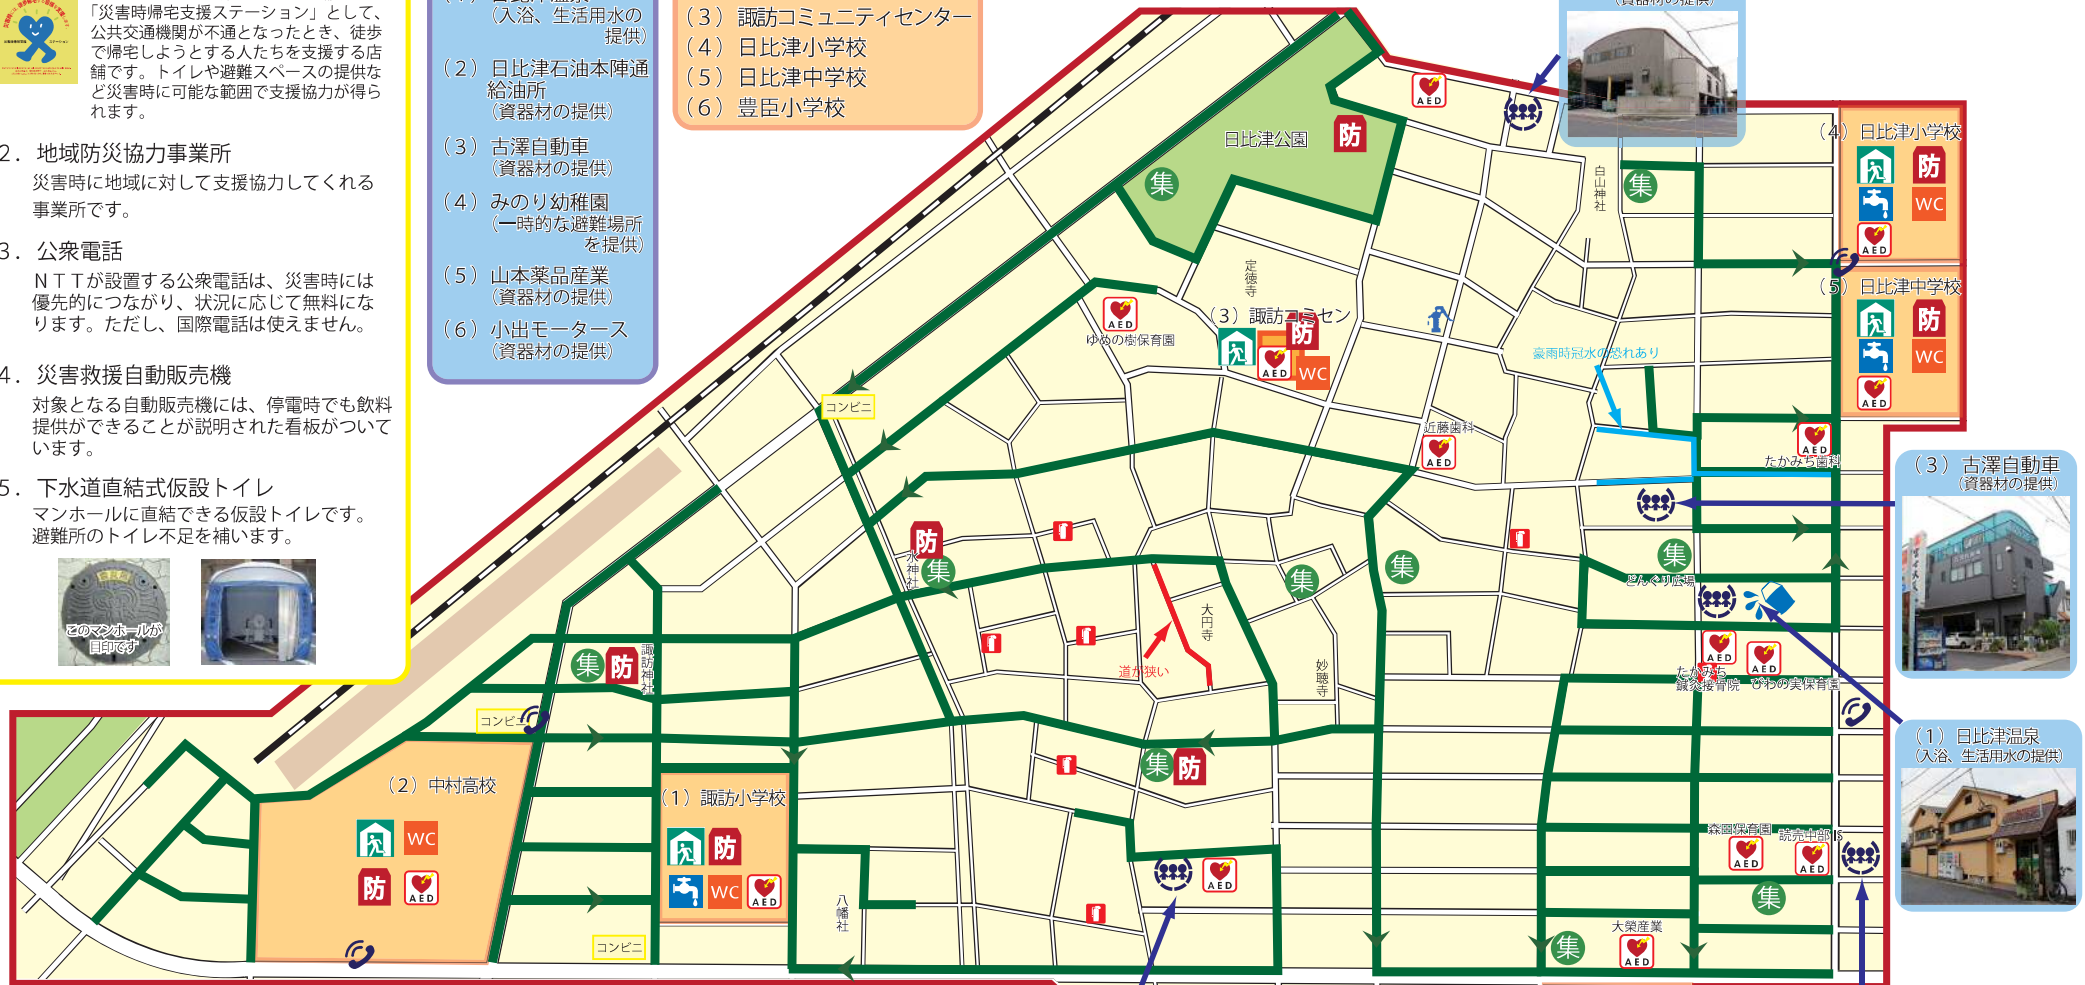 「災害時帰宅支援ステーション」として、
公共交通機関が不通となったとき、徒歩
で帰宅しようとする人たちを支援する店
舗です。トイレや避難スペースの提供な
ど災害時に可能な範囲で支援協力が得ら
れます。
2．地域防災協力事業所
災害時に地域に対して支援協力してくれる
事業所です。
3．公衆電話
ＮＴＴが設置する公衆電話は、災害時には
優先的につながり、状況に応じて無料にな
ります。ただし、国際電話は使えません。
4．災害救援自動販売機
対象となる自動販売機には、停電時でも飲料
提供ができることが説明された看板がついて
います。
5．下水道直結式仮設トイレ
マンホールに直結できる仮設トイレです。
避難所のトイレ不足を補います。
このマンホールが
目印です
（入浴、生活用水の
提供）
（2）日比津石油本陣通
給油所
（資器材の提供）
（3）古澤自動車
（資器材の提供）
（4）みのり幼稚園
（一時的な避難場所
を提供）
（5）山本薬品産業
（資器材の提供）
（6）小出モータース
（資器材の提供）
（3）諏訪コミュニティセンター
（4）日比津小学校
（5）日比津中学校
（6）豊臣小学校
（資器材の提供）
AED
日比津公園
防
集
白山神社
集
（4）日比津小学校
防
WC
AED
（5）日比津中学校
防
WC
AED
定徳寺
AED
ゆめの樹保育園
（3）諏訪コミセン
防
AED
WC
豪雨時冠水の恐れあり
コンビニ
近藤歯科
AED
AED
たかみち歯科
（3）古澤自動車
（資器材の提供）
防
水神社
集
集
集
集
どんぐり広場
大円寺
道が狭い
妙聴寺
集
防
諏訪神社
コンビニ
AED
たかみち
鍼灸接骨院
AED
びわの実保育園
（1）日比津温泉
（入浴、生活用水の提供）
集
防
（2）中村高校
WC
防
AED
（1）諏訪小学校
防
WC
AED
八幡社
AED
森田保育園
AED
読売中部IS
AED
集
大榮産業
集
AED
コンビニ